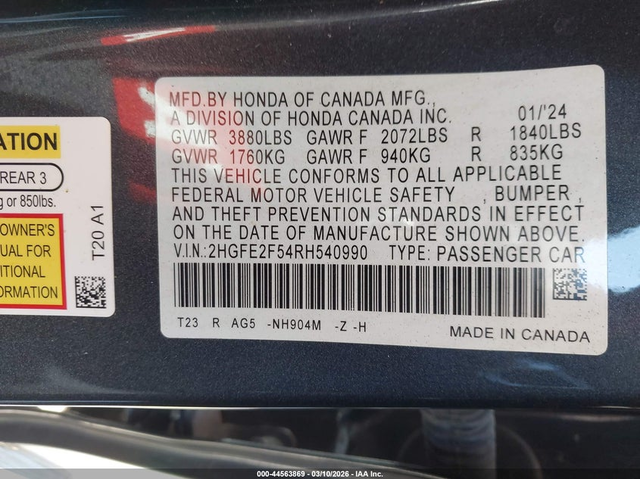 ATION
REAR 3
g or 850lbs.
OWNER'S
UAL FOR
ITIONAL
ORMATION
T20 A1
MFD.BY HONDA OF CANADA MFG.,
A DIVISION OF HONDA CANADA INC. 01/'24
GVWR 3880LBS GAWR F 2072LBS R 1840LBS
GVWR 1760KG GAWR F 940KG R 835KG
THIS VEHICLE CONFORMS TO ALL APPLICABLE
FEDERAL MOTOR VEHICLE SAFETY , BUMPER ,
AND THEFT PREVENTION STANDARDS IN EFFECT
ON THE DATE OF MANUFACTURE SHOWN ABOVE.
V.I.N.:2HGFE2F54RH540990 TYPE: PASSENGER CAR
T23 R AG5 -NH904M -Z -H
MADE IN CANADA
000-44563869 | 03/10/2026 | IAA Inc.